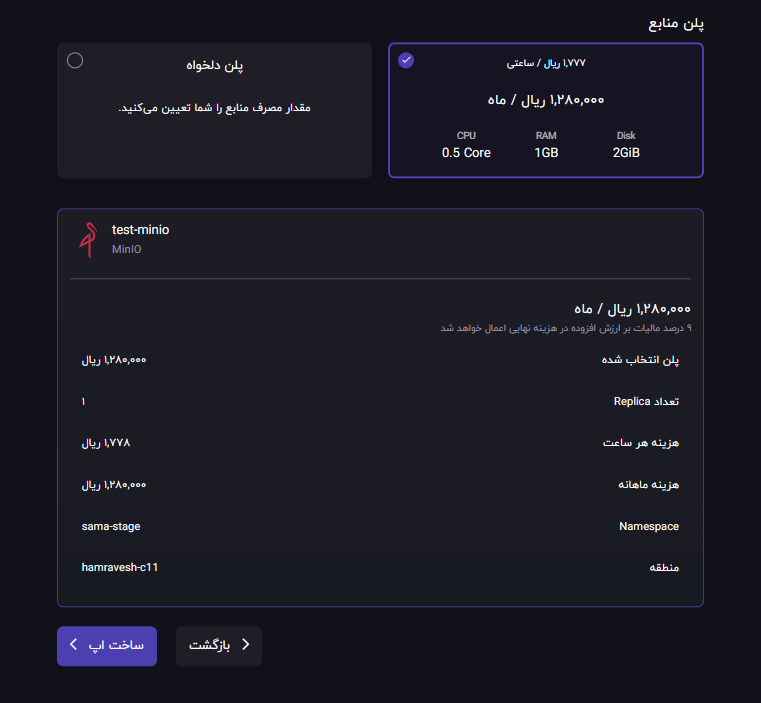 پلن منابع
۱,۷۷۷ ریال / ساعتی
۱,۲۸۰,۰۰۰ ریال / ماه
CPU RAM Disk
0.5 Core 1GB 2GiB
پلن دلخواه
مقدار مصرف منابع را شما تعیین می‌کنید.
test-minio
MinIO
۱,۲۸۰,۰۰۰ ریال / ماه
۹ درصد مالیات بر ارزش افزوده در هزینه نهایی اعمال خواهد شد
پلن انتخاب شده ۱,۲۸۰,۰۰۰ ریال
تعداد Replica ۱
هزینه هر ساعت ۱,۷۷۸ ریال
هزینه ماهانه ۱,۲۸۰,۰۰۰ ریال
Namespace sama-stage
منطقه hamravesh-c11
بازگشت ساخت اپ